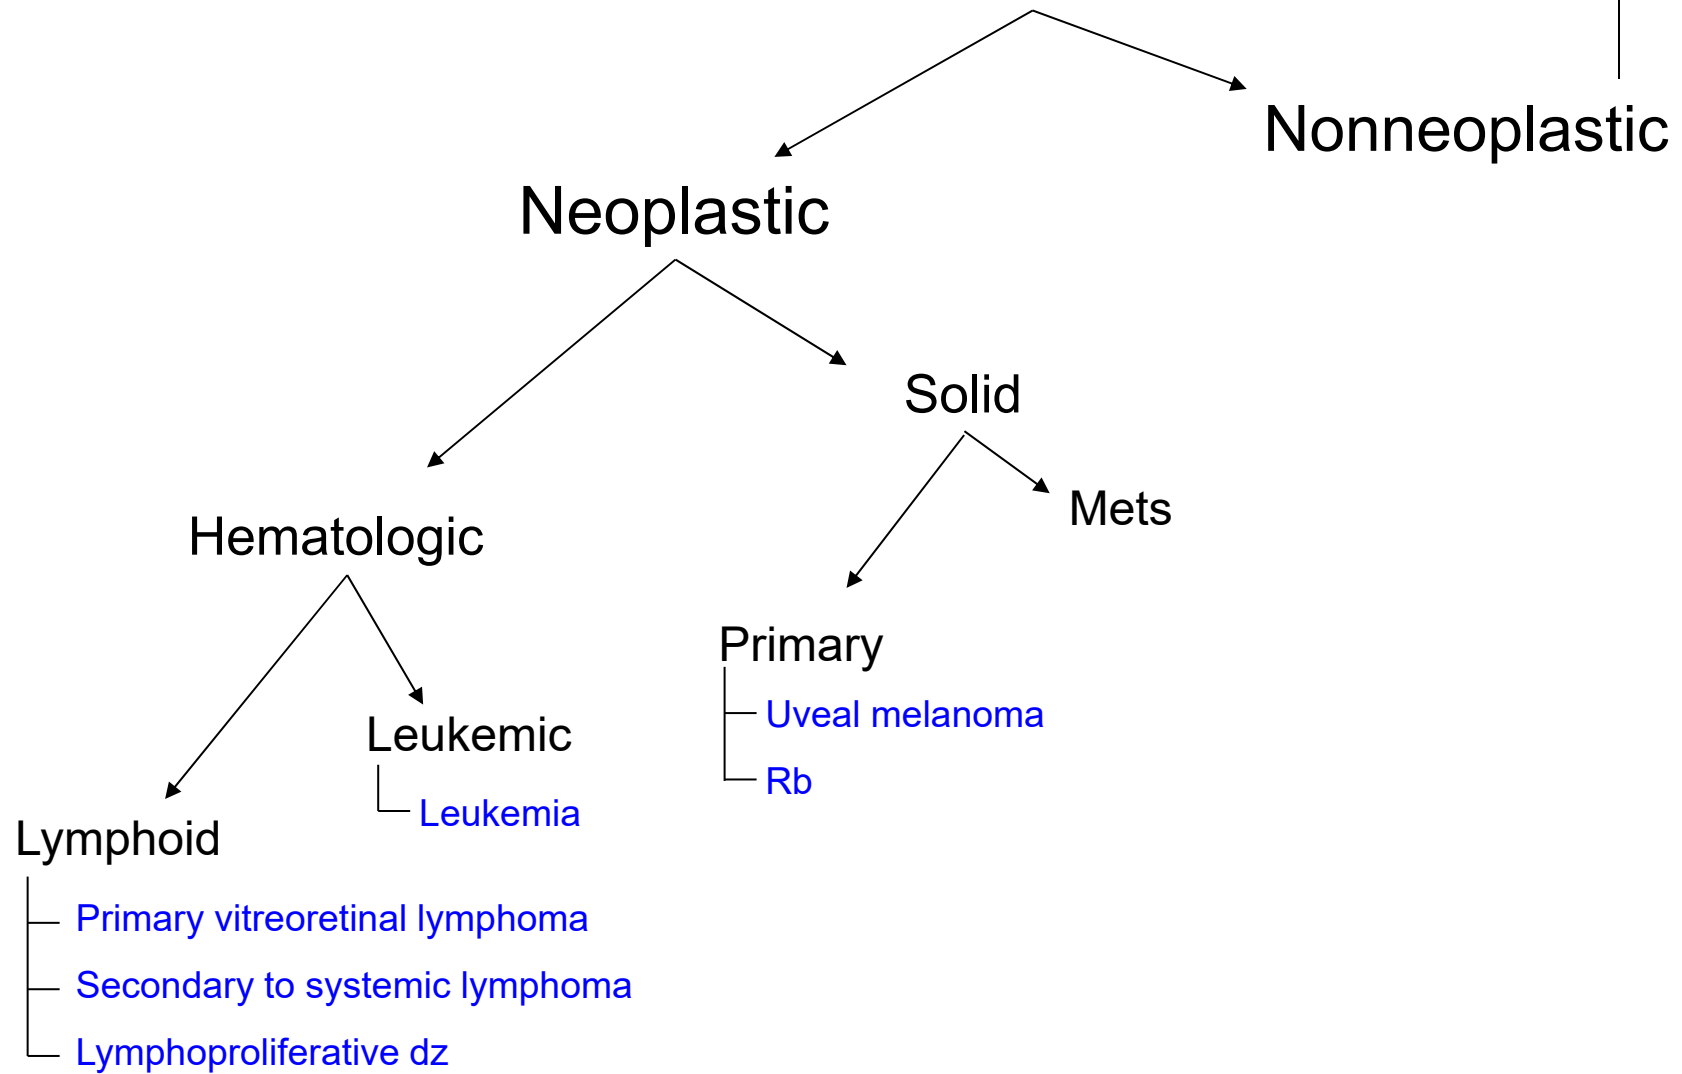 Nonneoplastic
Neoplastic
Solid
Mets
Hematologic
Primary
Uveal melanoma
Rb
Leukemic
Leukemia
Lymphoid
Primary vitreoretinal lymphoma
Secondary to systemic lymphoma
Lymphoproliferative dz